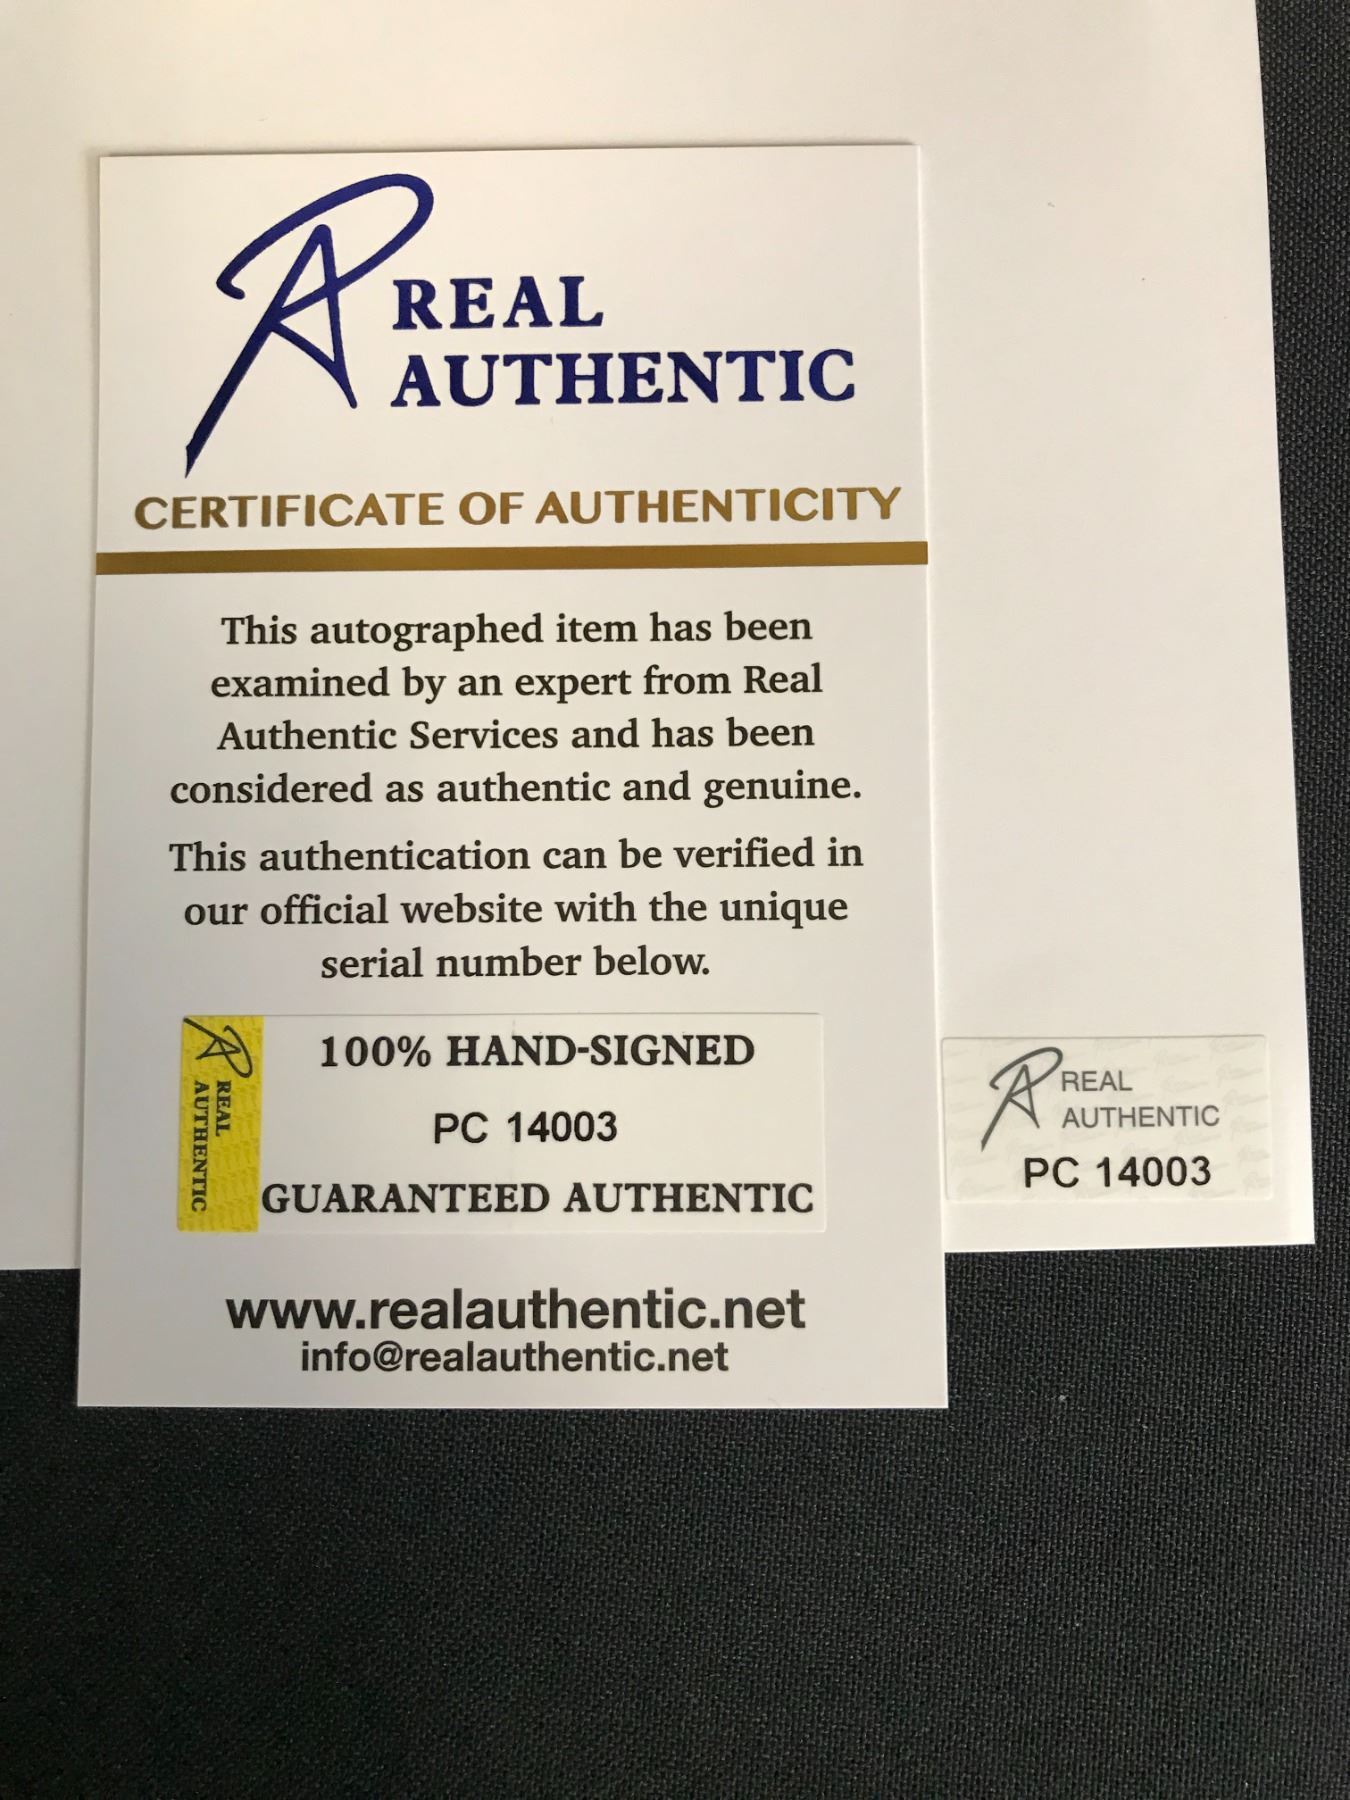 REAL
AUTHENTIC
CERTIFICATE OF AUTHENTICITY
This autographed item has been
examined by an expert from Real
Authentic Services and has been
considered as authentic and genuine.
This authentication can be verified in
our official website with the unique
serial number below.
REAL
AUTHENTIC
100% HAND-SIGNED
PC 14003
GUARANTEED AUTHENTIC
www.realauthentic.net
info@realauthentic.net
REAL
AUTHENTIC
PC 14003